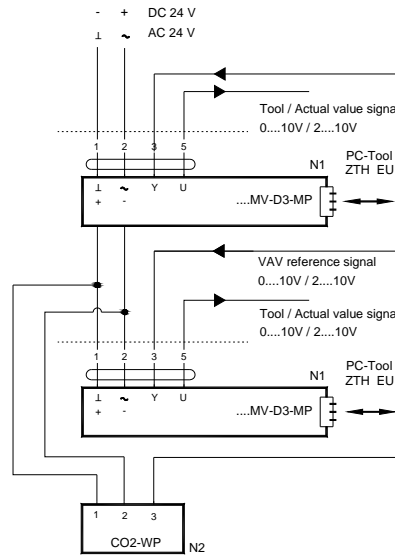 - + DC 24 V
⊥ ~ AC 24 V
Tool / Actual value signal
0....10V / 2....10V
1 2 3 5
N1
PC-Tool
ZTH EU
⊥ ~ Y U
+ -
....MV-D3-MP
VAV reference signal
0....10V / 2....10V
Tool / Actual value signal
0....10V / 2....10V
1 2 3 5
N1
PC-Tool
ZTH EU
⊥ ~ Y U
+ -
....MV-D3-MP
1 2 3
CO2-WP
N2